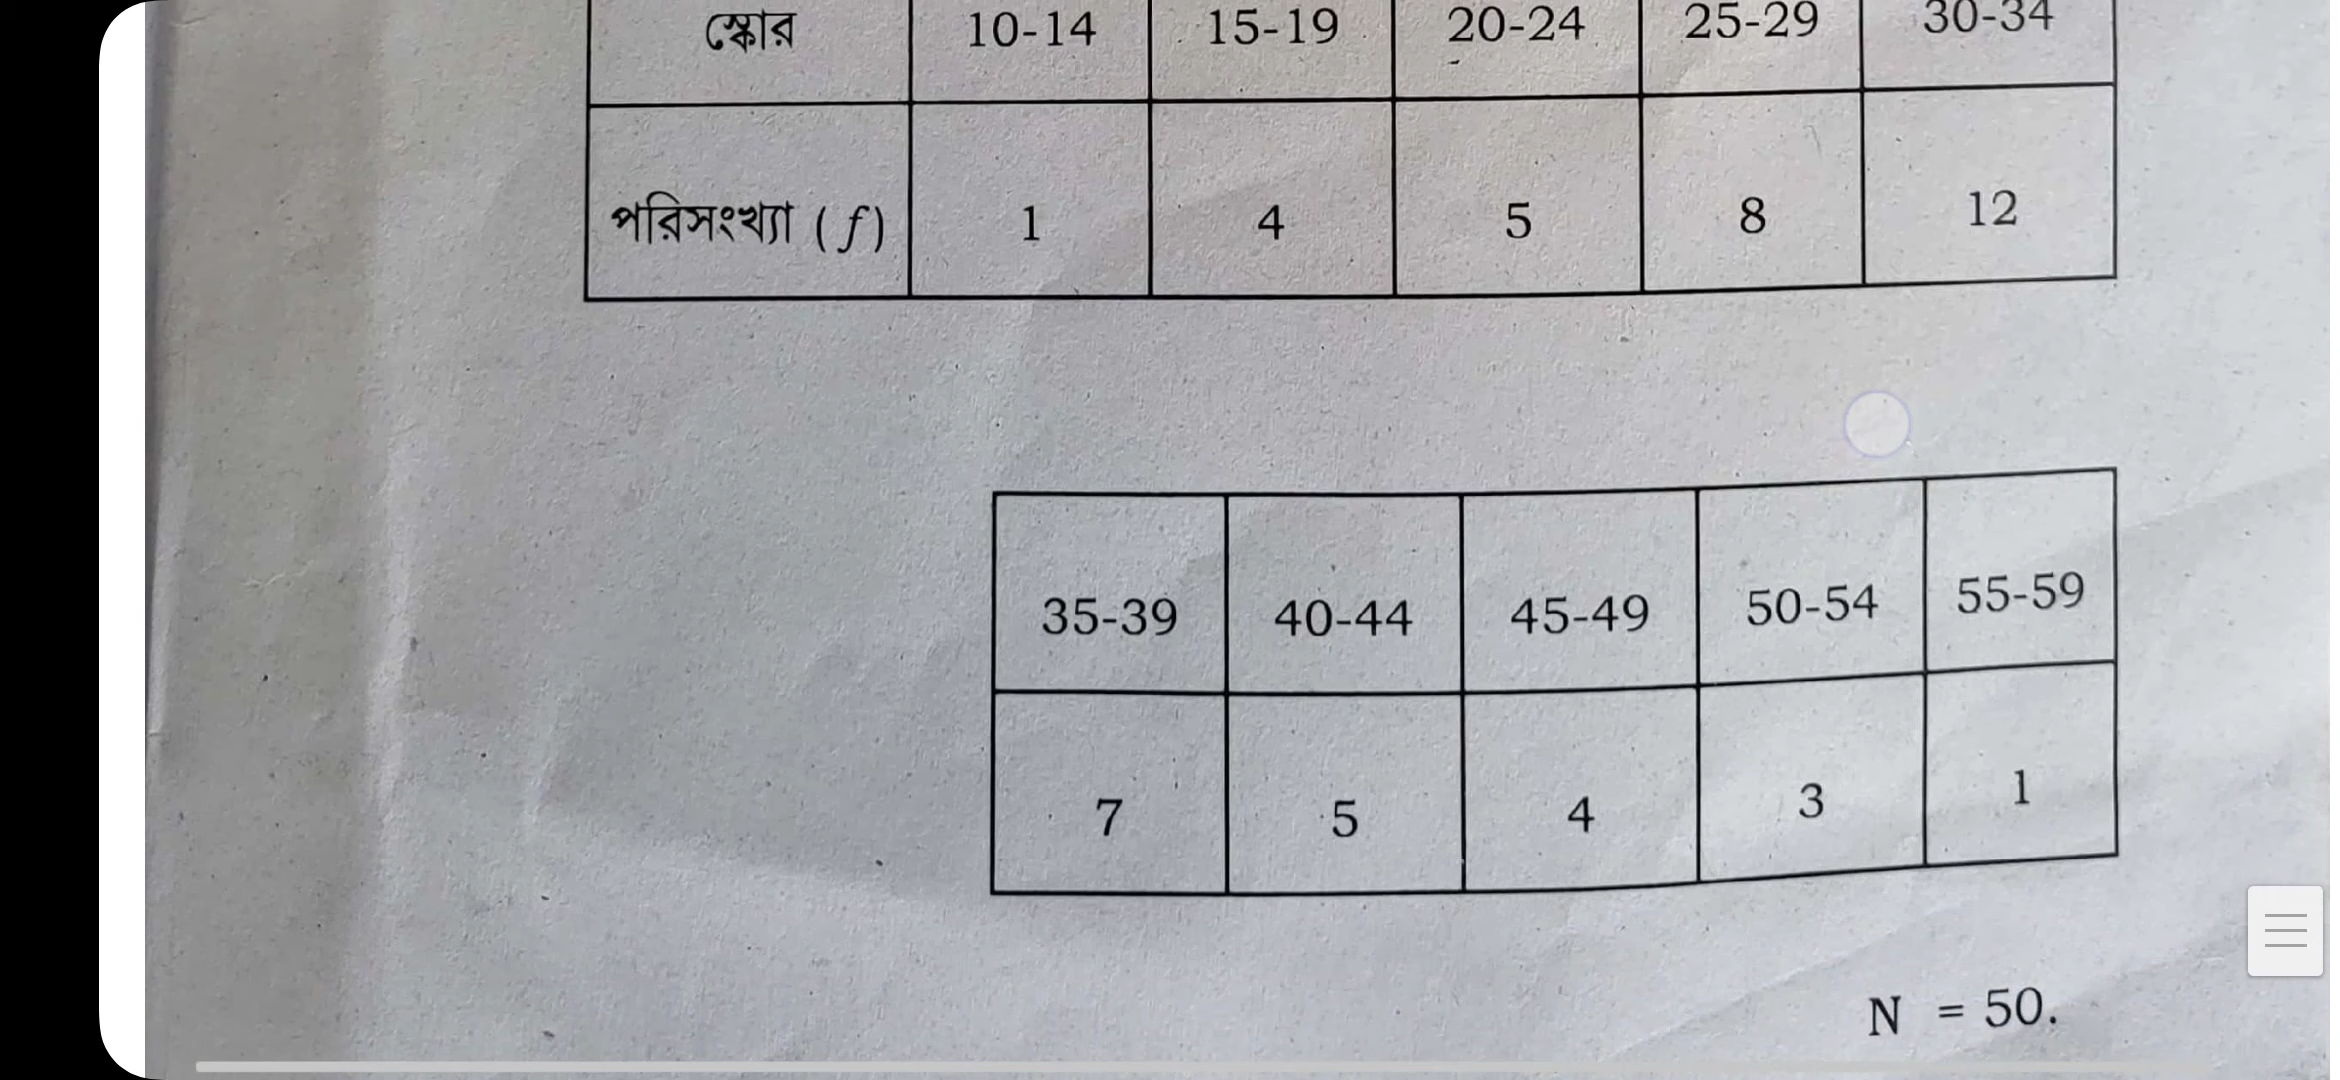 স্কোর 10-14 15-19 20-24 25-29 30-34
পরিসংখ্যা (f) 1 4 5 8 12
35-39 40-44 45-49 50-54 55-59
7 5 4 3 1
N = 50.